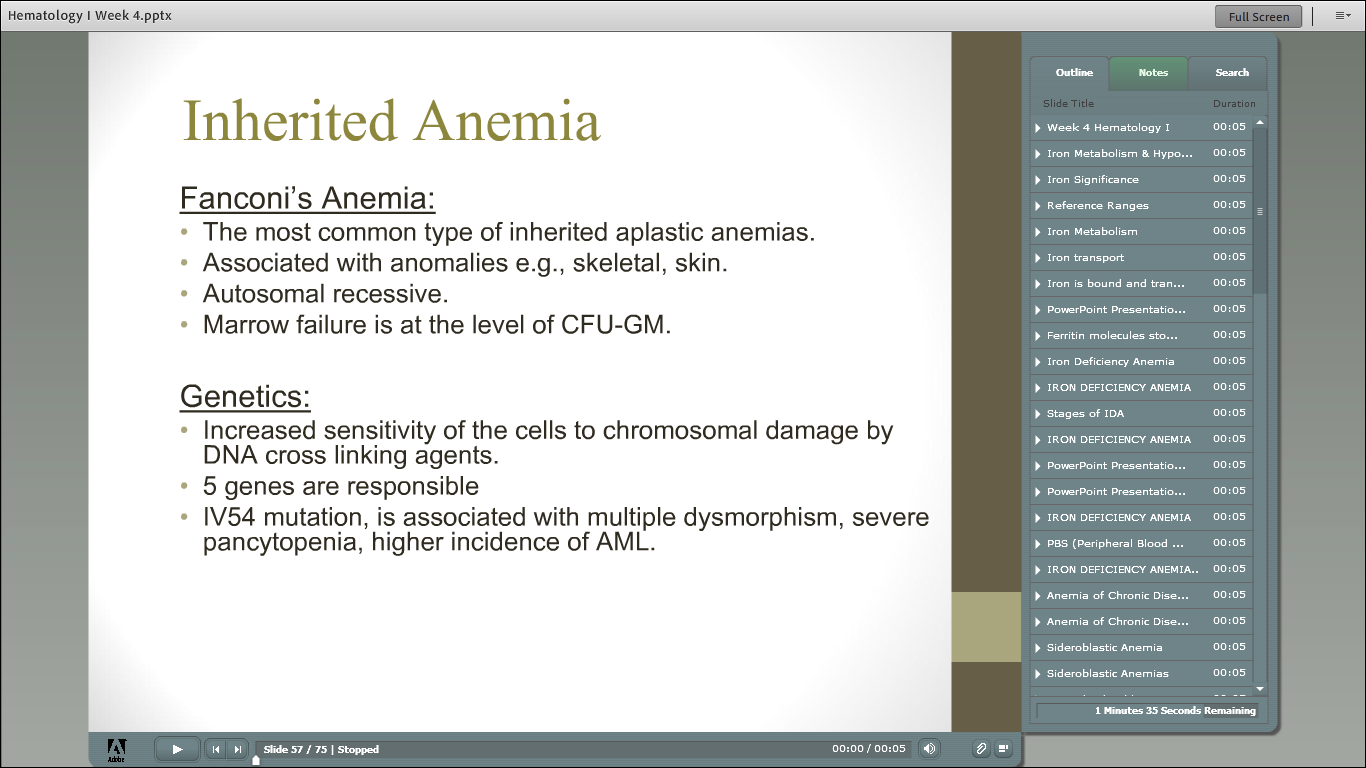 Hematology I Week 4.pptx
Full Screen
Inherited Anemia
Fanconi’s Anemia:
• The most common type of inherited aplastic anemias.
• Associated with anomalies e.g., skeletal, skin.
• Autosomal recessive.
• Marrow failure is at the level of CFU-GM.
Genetics:
• Increased sensitivity of the cells to chromosomal damage by
DNA cross linking agents.
• 5 genes are responsible
• IV54 mutation, is associated with multiple dysmorphism, severe
pancytopenia, higher incidence of AML.
Outline Notes Search
Slide Title Duration
Week 4 Hematology I 00:05
Iron Metabolism & Hypo... 00:05
Iron Significance 00:05
Reference Ranges 00:05
Iron Metabolism 00:05
Iron transport 00:05
Iron is bound and tran... 00:05
PowerPoint Presentatio... 00:05
Ferritin molecules sto... 00:05
Iron Deficiency Anemia 00:05
IRON DEFICIENCY ANEMIA 00:05
Stages of IDA 00:05
IRON DEFICIENCY ANEMIA 00:05
PowerPoint Presentatio... 00:05
PowerPoint Presentatio... 00:05
IRON DEFICIENCY ANEMIA 00:05
PBS (Peripheral Blood ... 00:05
IRON DEFICIENCY ANEMIA.. 00:05
Anemia of Chronic Dise... 00:05
Anemia of Chronic Dise... 00:05
Sideroblastic Anemia 00:05
Sideroblastic Anemias 00:05
1 Minutes 35 Seconds Remaining
Adobe
Slide 57 / 75 | Stopped
00:00 / 00:05